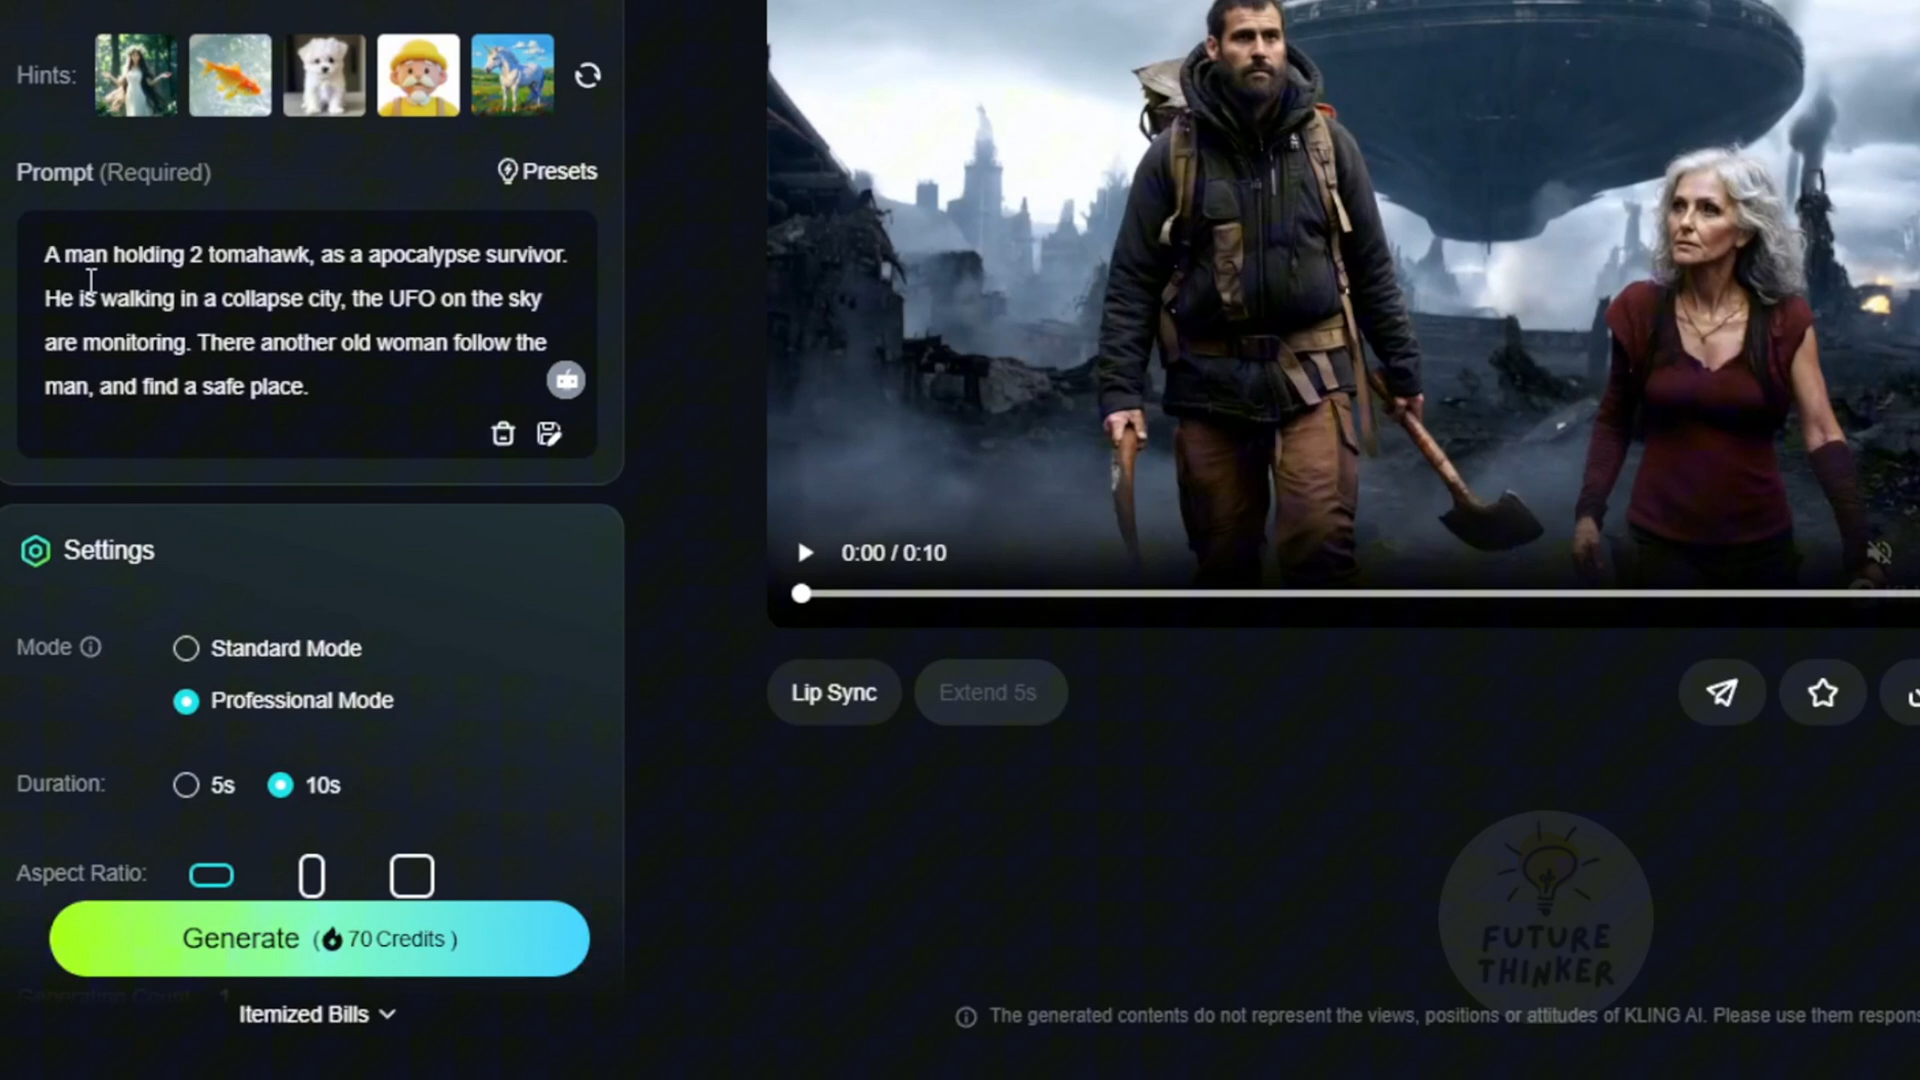 Hints:
Prompt (Required)
Presets
A man holding 2 tomahawk, as a apocalypse survivor.
He is walking in a collapse city, the UFO on the sky
are monitoring. There another old woman follow the
man, and find a safe place.
Settings
Mode
Standard Mode
Professional Mode
Duration:
5s
10s
Aspect Ratio:
Generate ( 70 Credits )
Generation Count: 1
Itemized Bills
0:00 / 0:10
Lip Sync
Extend 5s
FUTURE
THINKER
The generated contents do not represent the views, positions or attitudes of KLING AI. Please use them respons